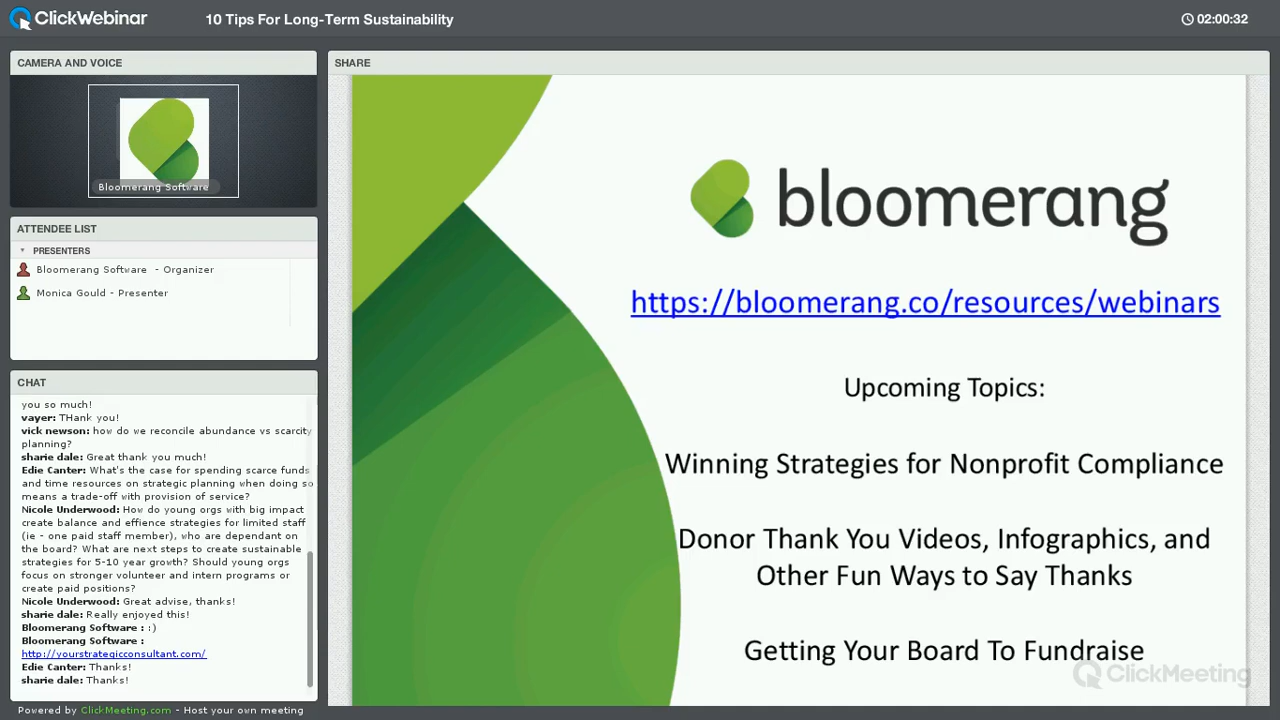 ClickWebinar
10 Tips For Long-Term Sustainability
02:00:32
CAMERA AND VOICE
Bloomerang Software
ATTENDEE LIST
PRESENTERS
Bloomerang Software - Organizer
Monica Gould - Presenter
CHAT
you so much!
vayer: THank you!
vick newson: how do we reconcile abundance vs scarcity
planning?
sharie dale: Great thank you much!
Edie Canter: What's the case for spending scarce funds
and time resources on strategic planning when doing so
means a trade-off with provision of service?
Nicole Underwood: How do young orgs with big impact
create balance and effience strategies for limited staff
(ie - one paid staff member), who are dependant on
the board? What are next steps to create sustainable
strategies for 5-10 year growth? Should young orgs
focus on stronger volunteer and intern programs or
create paid positions?
Nicole Underwood: Great advise, thanks!
sharie dale: Really enjoyed this!
Bloomerang Software : :)
Bloomerang Software :
http://yourstrategicconsultant.com/
Edie Canter: Thanks!
sharie dale: Thanks!
Powered by ClickMeeting.com - Host your own meeting
SHARE
bloomerang
https://bloomerang.co/resources/webinars
Upcoming Topics:
Winning Strategies for Nonprofit Compliance
Donor Thank You Videos, Infographics, and
Other Fun Ways to Say Thanks
Getting Your Board To Fundraise
ClickMeeting